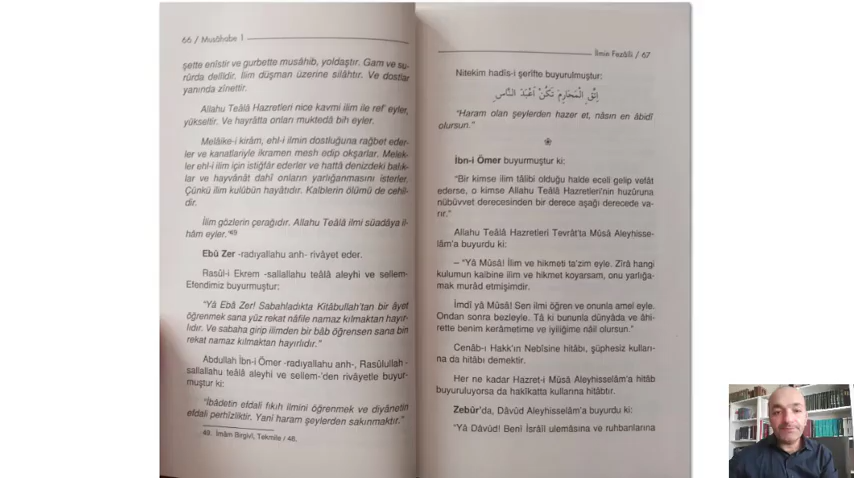 66 / Musâhabe 1
şette enîstir ve gurbette musâhib, yoldaştır. Gam ve su-
rûrda delildir. İlim düşman üzerine silâhtır. Ve dostlar
yanında zînettir.
Allahu Teâlâ Hazretleri nice kavmi ilim ile ref' eyler,
yükseltir. Ve hayrâtta onları muktedâ bih eyler.
Melâike-i kirâm, ehl-i ilmin dostluğuna rağbet eder-
ler ve kanatlariyle ikramen mesh edip okşarlar. Melek-
ler ehl-i ilim için istiğfâr ederler ve hattâ denizdeki balık-
lar ve hayvanât dahî onların yarlığanmasını isterler.
Çünkü ilim kulûbün hayâtıdır. Kalblerin ölümü de cehil-
dir.
İlim gözlerin çerağıdır. Allahu Teâlâ ilmi süadâya il-
hâm eyler."49
Ebû Zer -radıyallahu anh- rivâyet eder.
Rasûl-i Ekrem -sallallahu teâlâ aleyhi ve sellem-
Efendimiz buyurmuştur:
"Yâ Ebâ Zer! Sabahladıkta Kitâbullah'tan bir âyet
öğrenmek sana yüz rekat nâfile namaz kılmaktan hayır-
lıdır. Ve sabaha girip ilimden bir bâb öğrensen sana bin
rekat namaz kılmaktan hayırlıdır."
Abdullah İbn-i Ömer -radıyallahu anh-, Rasûlullah -
sallallahu teâlâ aleyhi ve sellem-'den rivâyetle buyur-
muştur ki:
"İbâdetin efdali fıkıh ilmini öğrenmek ve diyânetin
efdali perhizliktir. Yani haram şeylerden sakınmaktır."
49. İmâm Birgivî, Tekmile / 46.
İlmin Fezâili / 67
Nitekim hadîs-i şerîfte buyurulmuştur:
اِتَّقِ الْمَحَارِمَ تَكُنْ اَعْبَدَ النَّاسِ
"Haram olan şeylerden hazer et, nâsın en âbidi
olursun."
İbn-i Ömer buyurmuştur ki:
"Bir kimse ilim tâlibi olduğu halde eceli gelip vefât
ederse, o kimse Allahu Teâlâ Hazretleri'nin huzûruna
nübüvvet derecesinden bir derece aşağı derecede va-
rır."
Allahu Teâlâ Hazretleri Tevrât'ta Mûsâ Aleyhisse-
lâm'a buyurdu ki:
– "Yâ Mûsâ! İlim ve hikmeti ta'zim eyle. Zîrâ hangi
kulumun kalbine ilim ve hikmet koyarsam, onu yarlığa-
mak murâd etmişimdir.
İmdi yâ Mûsâ! Sen ilmi öğren ve onunla amel eyle.
Ondan sonra bezleyle. Tâ ki bununla dünyâda ve âhi-
rette benim kerâmetime ve iyiliğime nâil olursun."
Cenâb-ı Hakk'ın Nebîsine hitâbı, şüphesiz kulları-
na da hitâbı demektir.
Her ne kadar Hazret-i Mûsâ Aleyhisselâm'a hitâb
buyuruluyorsa da hakîkatta kullarına hitâbtır.
Zebûr'da, Dâvûd Aleyhisselâm'a buyurdu ki:
"Yâ Dâvûd! Benî İsrâîl ulemâsına ve ruhbanlarına